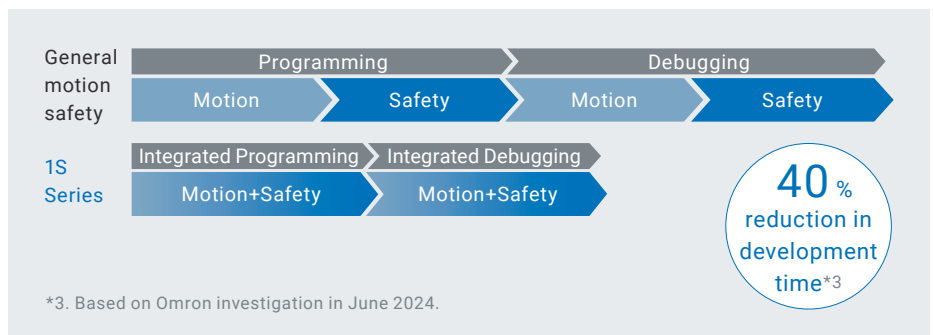 General
motion
safety
Programming
Debugging
Motion
Safety
Motion
Safety
1S
Series
Integrated Programming
Integrated Debugging
Motion+Safety
Motion+Safety
40 %
reduction in
development
time*3
*3. Based on Omron investigation in June 2024.